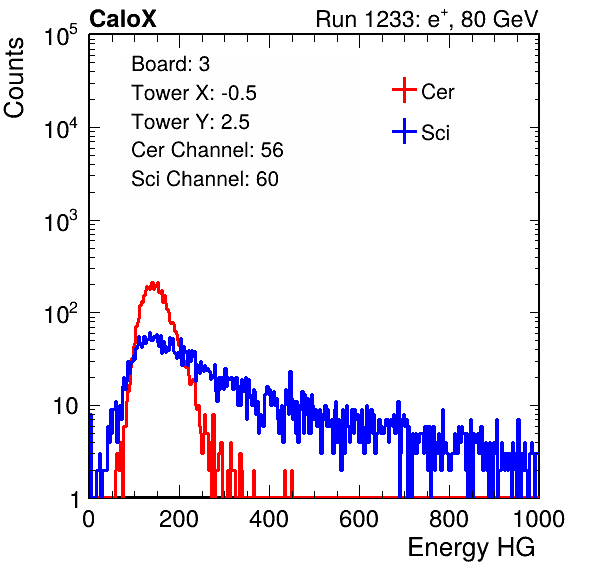 CaloX Run 1233: e⁺, 80 GeV
Counts
Board: 3
Tower X: -0.5
Tower Y: 2.5
Cer Channel: 56
Sci Channel: 60
Cer
Sci
10⁵
10⁴
10³
10²
10
1
0 200 400 600 800 1000
Energy HG